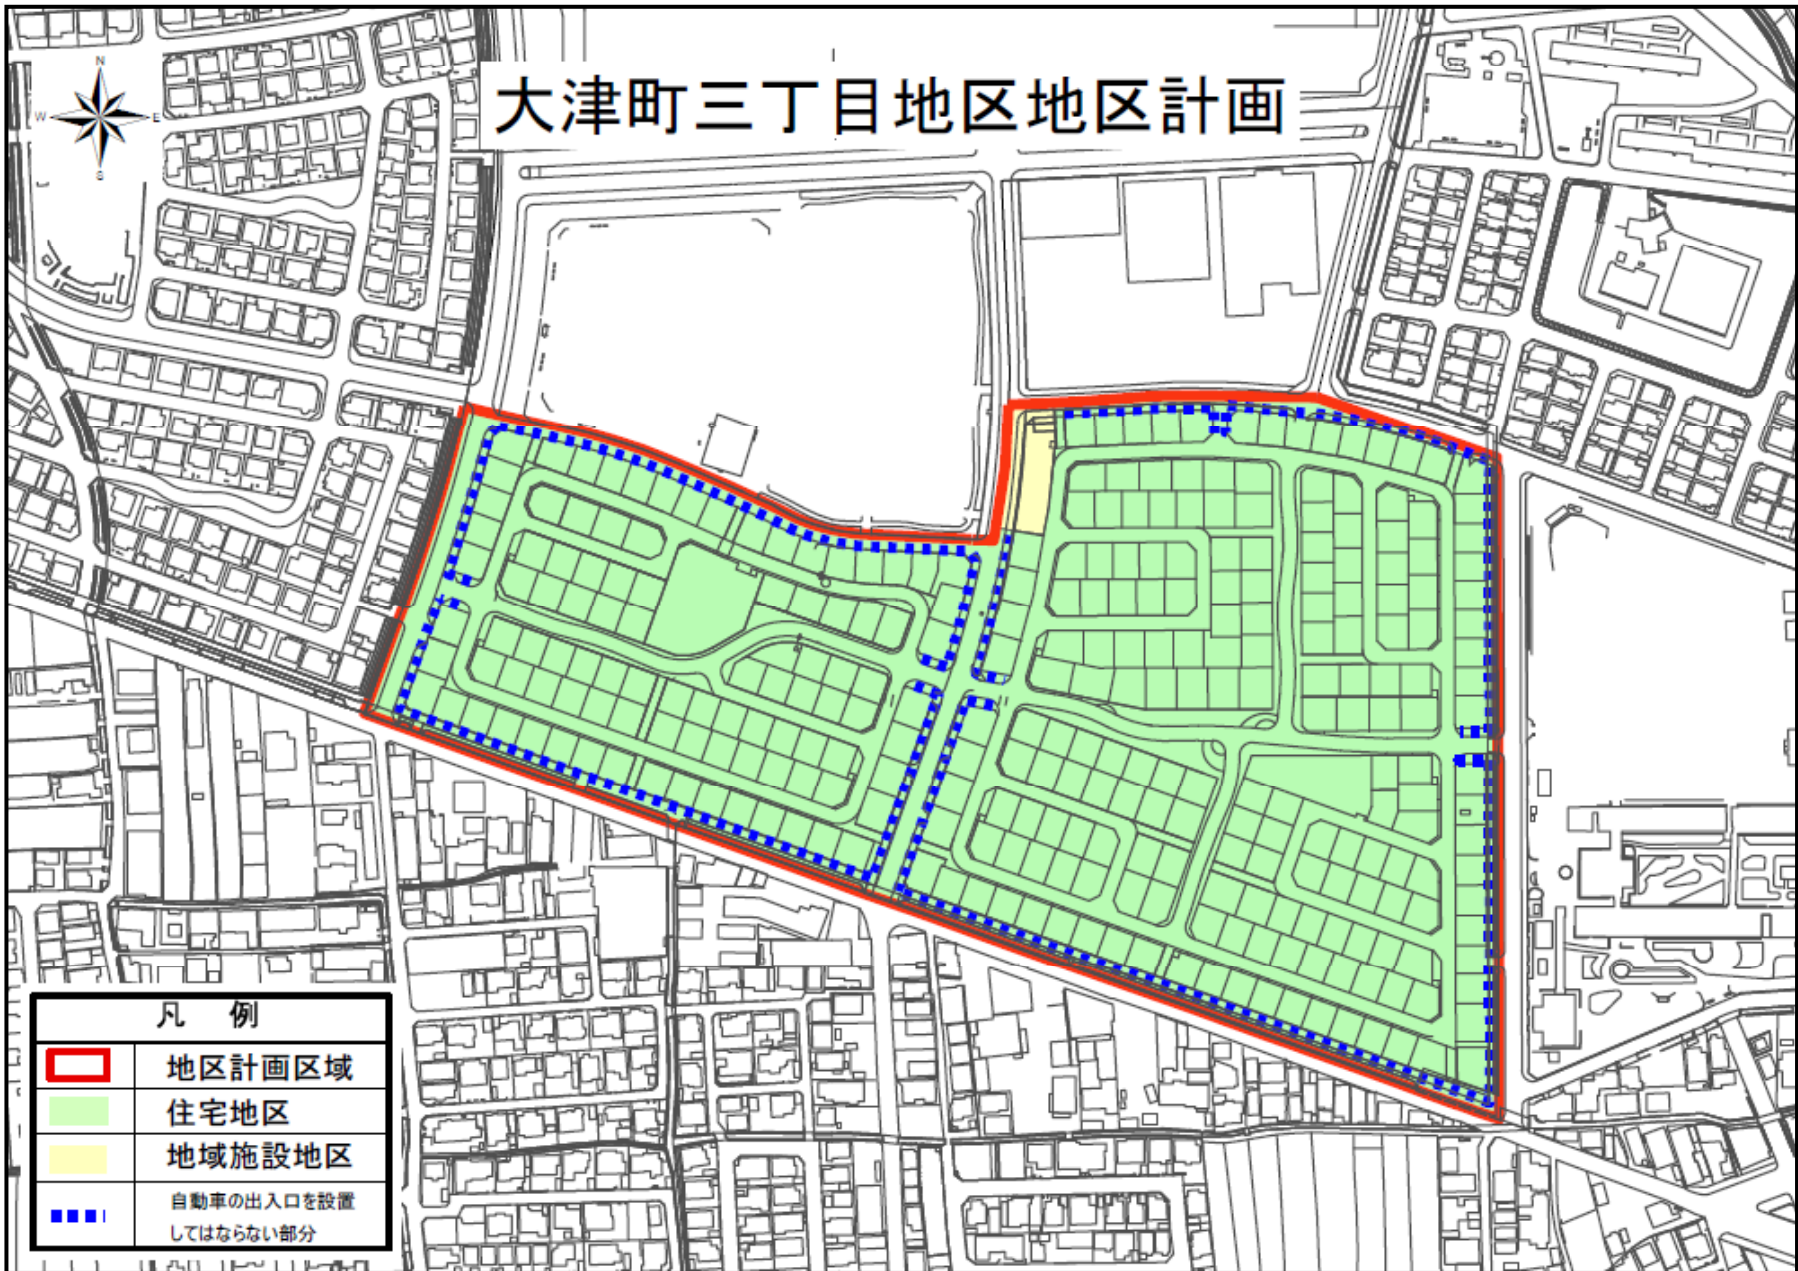 大津町三丁目地区地区計画
N
W
E
S
凡 例
地区計画区域
住宅地区
地域施設地区
自動車の出入口を設置
してはならない部分